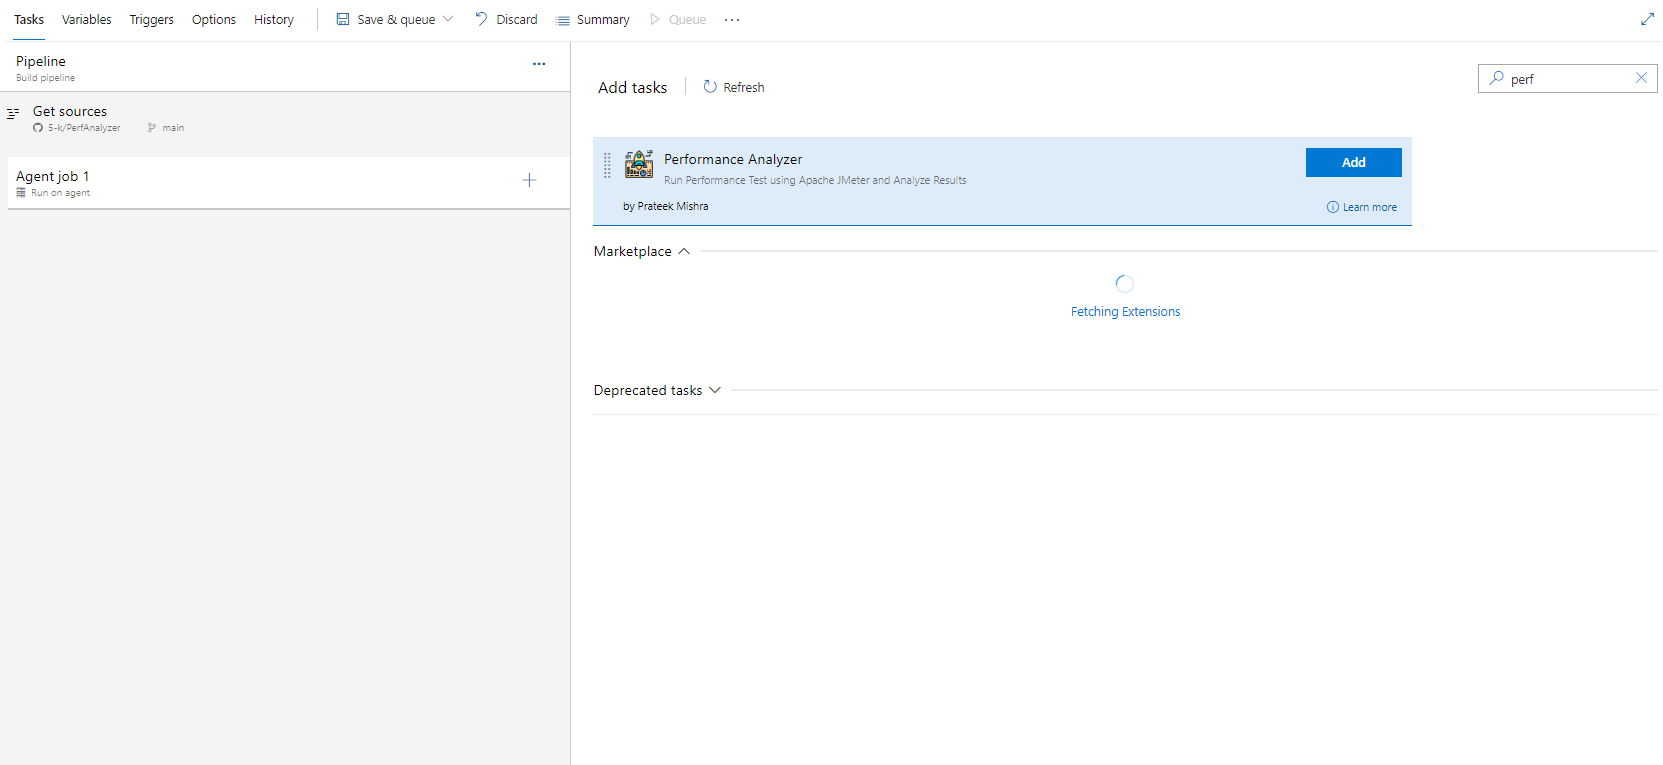 Tasks Variables Triggers Options History Save & queue Discard Summary Queue ...
Pipeline ...
Build pipeline
Get sources
5-k/PerfAnalyzer main
Agent job 1
Run on agent
Add tasks Refresh perf
Performance Analyzer Add
Run Performance Test using Apache JMeter and Analyze Results
by Prateek Mishra Learn more
Marketplace
Fetching Extensions
Deprecated tasks